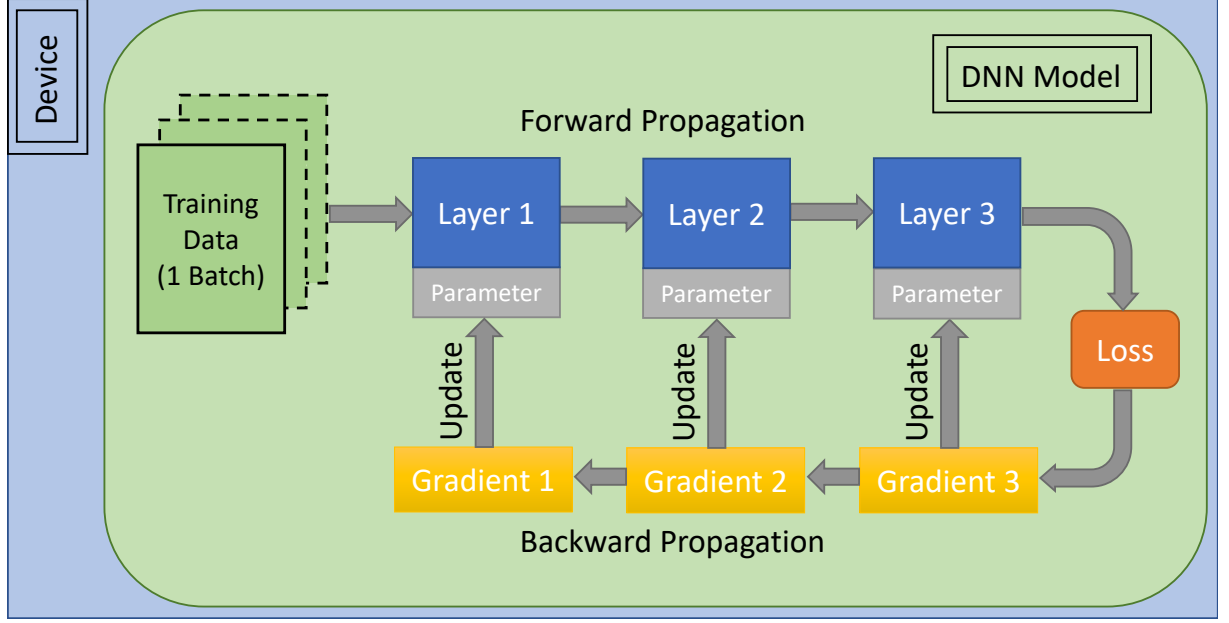 Device
DNN Model
Forward Propagation
Training
Data
(1 Batch)
Layer 1
Layer 2
Layer 3
Parameter
Parameter
Parameter
Loss
Update
Update
Update
Gradient 1
Gradient 2
Gradient 3
Backward Propagation